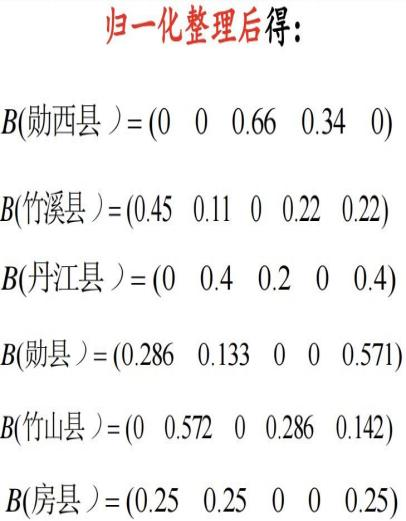 归一化整理后得:
B(勋西县)=(0 0 0.66 0.34 0)
B(竹溪县)=(0.45 0.11 0 0.22 0.22)
B(丹江县)=(0 0.4 0.2 0 0.4)
B(勋县)=(0.286 0.133 0 0 0.571)
B(竹山县)=(0 0.572 0 0.286 0.142)
B(房县)=(0.25 0.25 0 0 0.25)